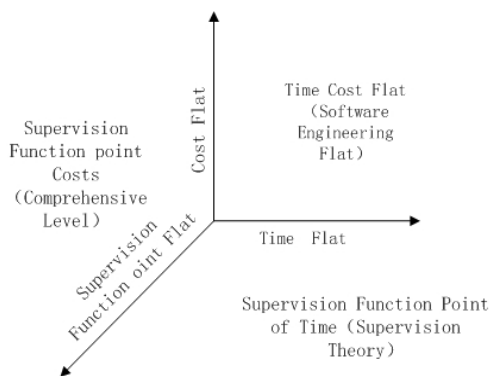 Time Cost Flat
(Software
Engineering
Flat)
Cost Flat
Supervision
Function point
Costs
(Comprehensive
Level)
Supervision
Function oint Flat
Time Flat
Supervision Function Point
of Time (Supervision
Theory)